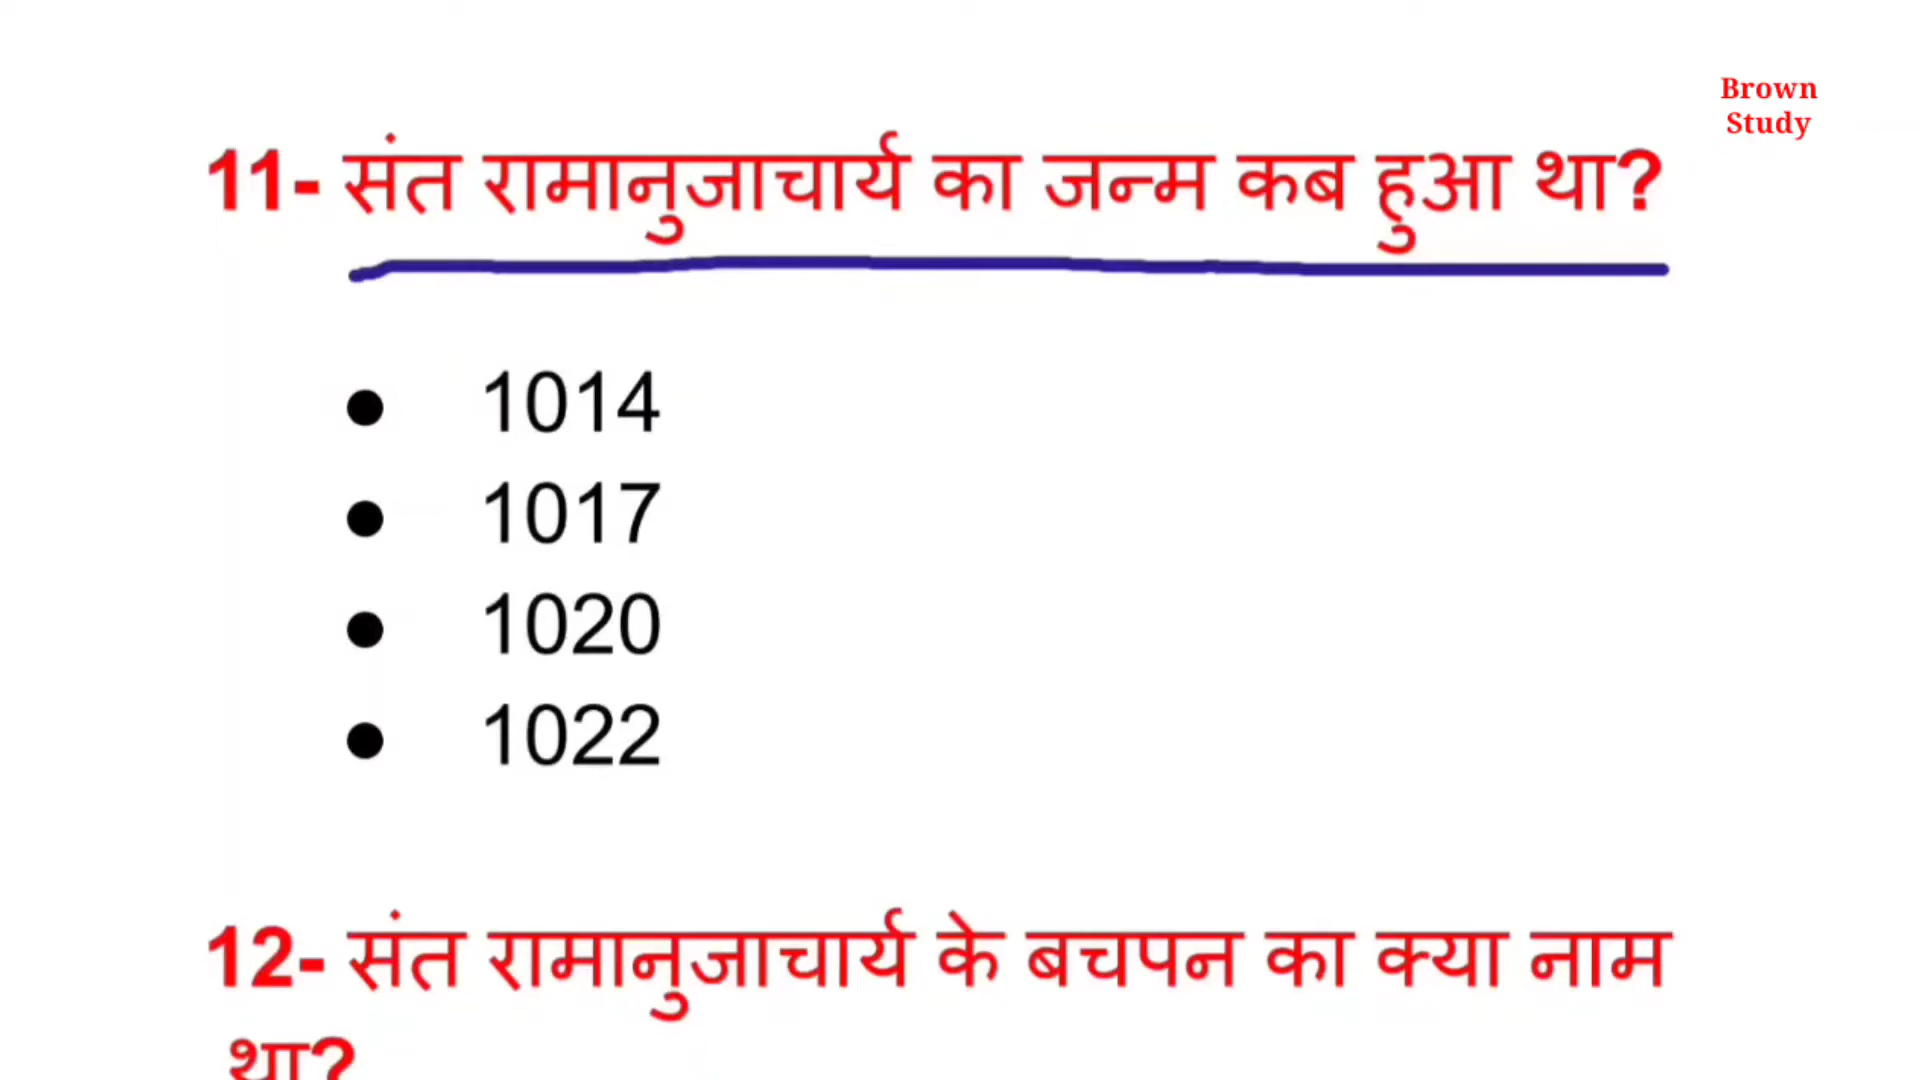 Brown
Study
11- संत रामानुजाचार्य का जन्म कब हुआ था?
● 1014
● 1017
● 1020
● 1022
12- संत रामानुजाचार्य के बचपन का क्या नाम
था?